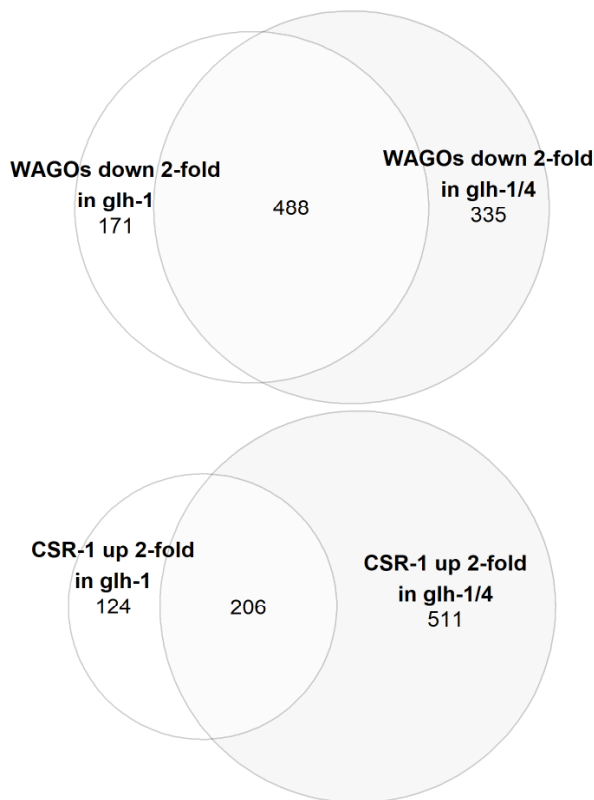 WAGOs down 2-fold
in glh-1
171
488
WAGOs down 2-fold
in glh-1/4
335
CSR-1 up 2-fold
in glh-1
124
206
CSR-1 up 2-fold
in glh-1/4
511